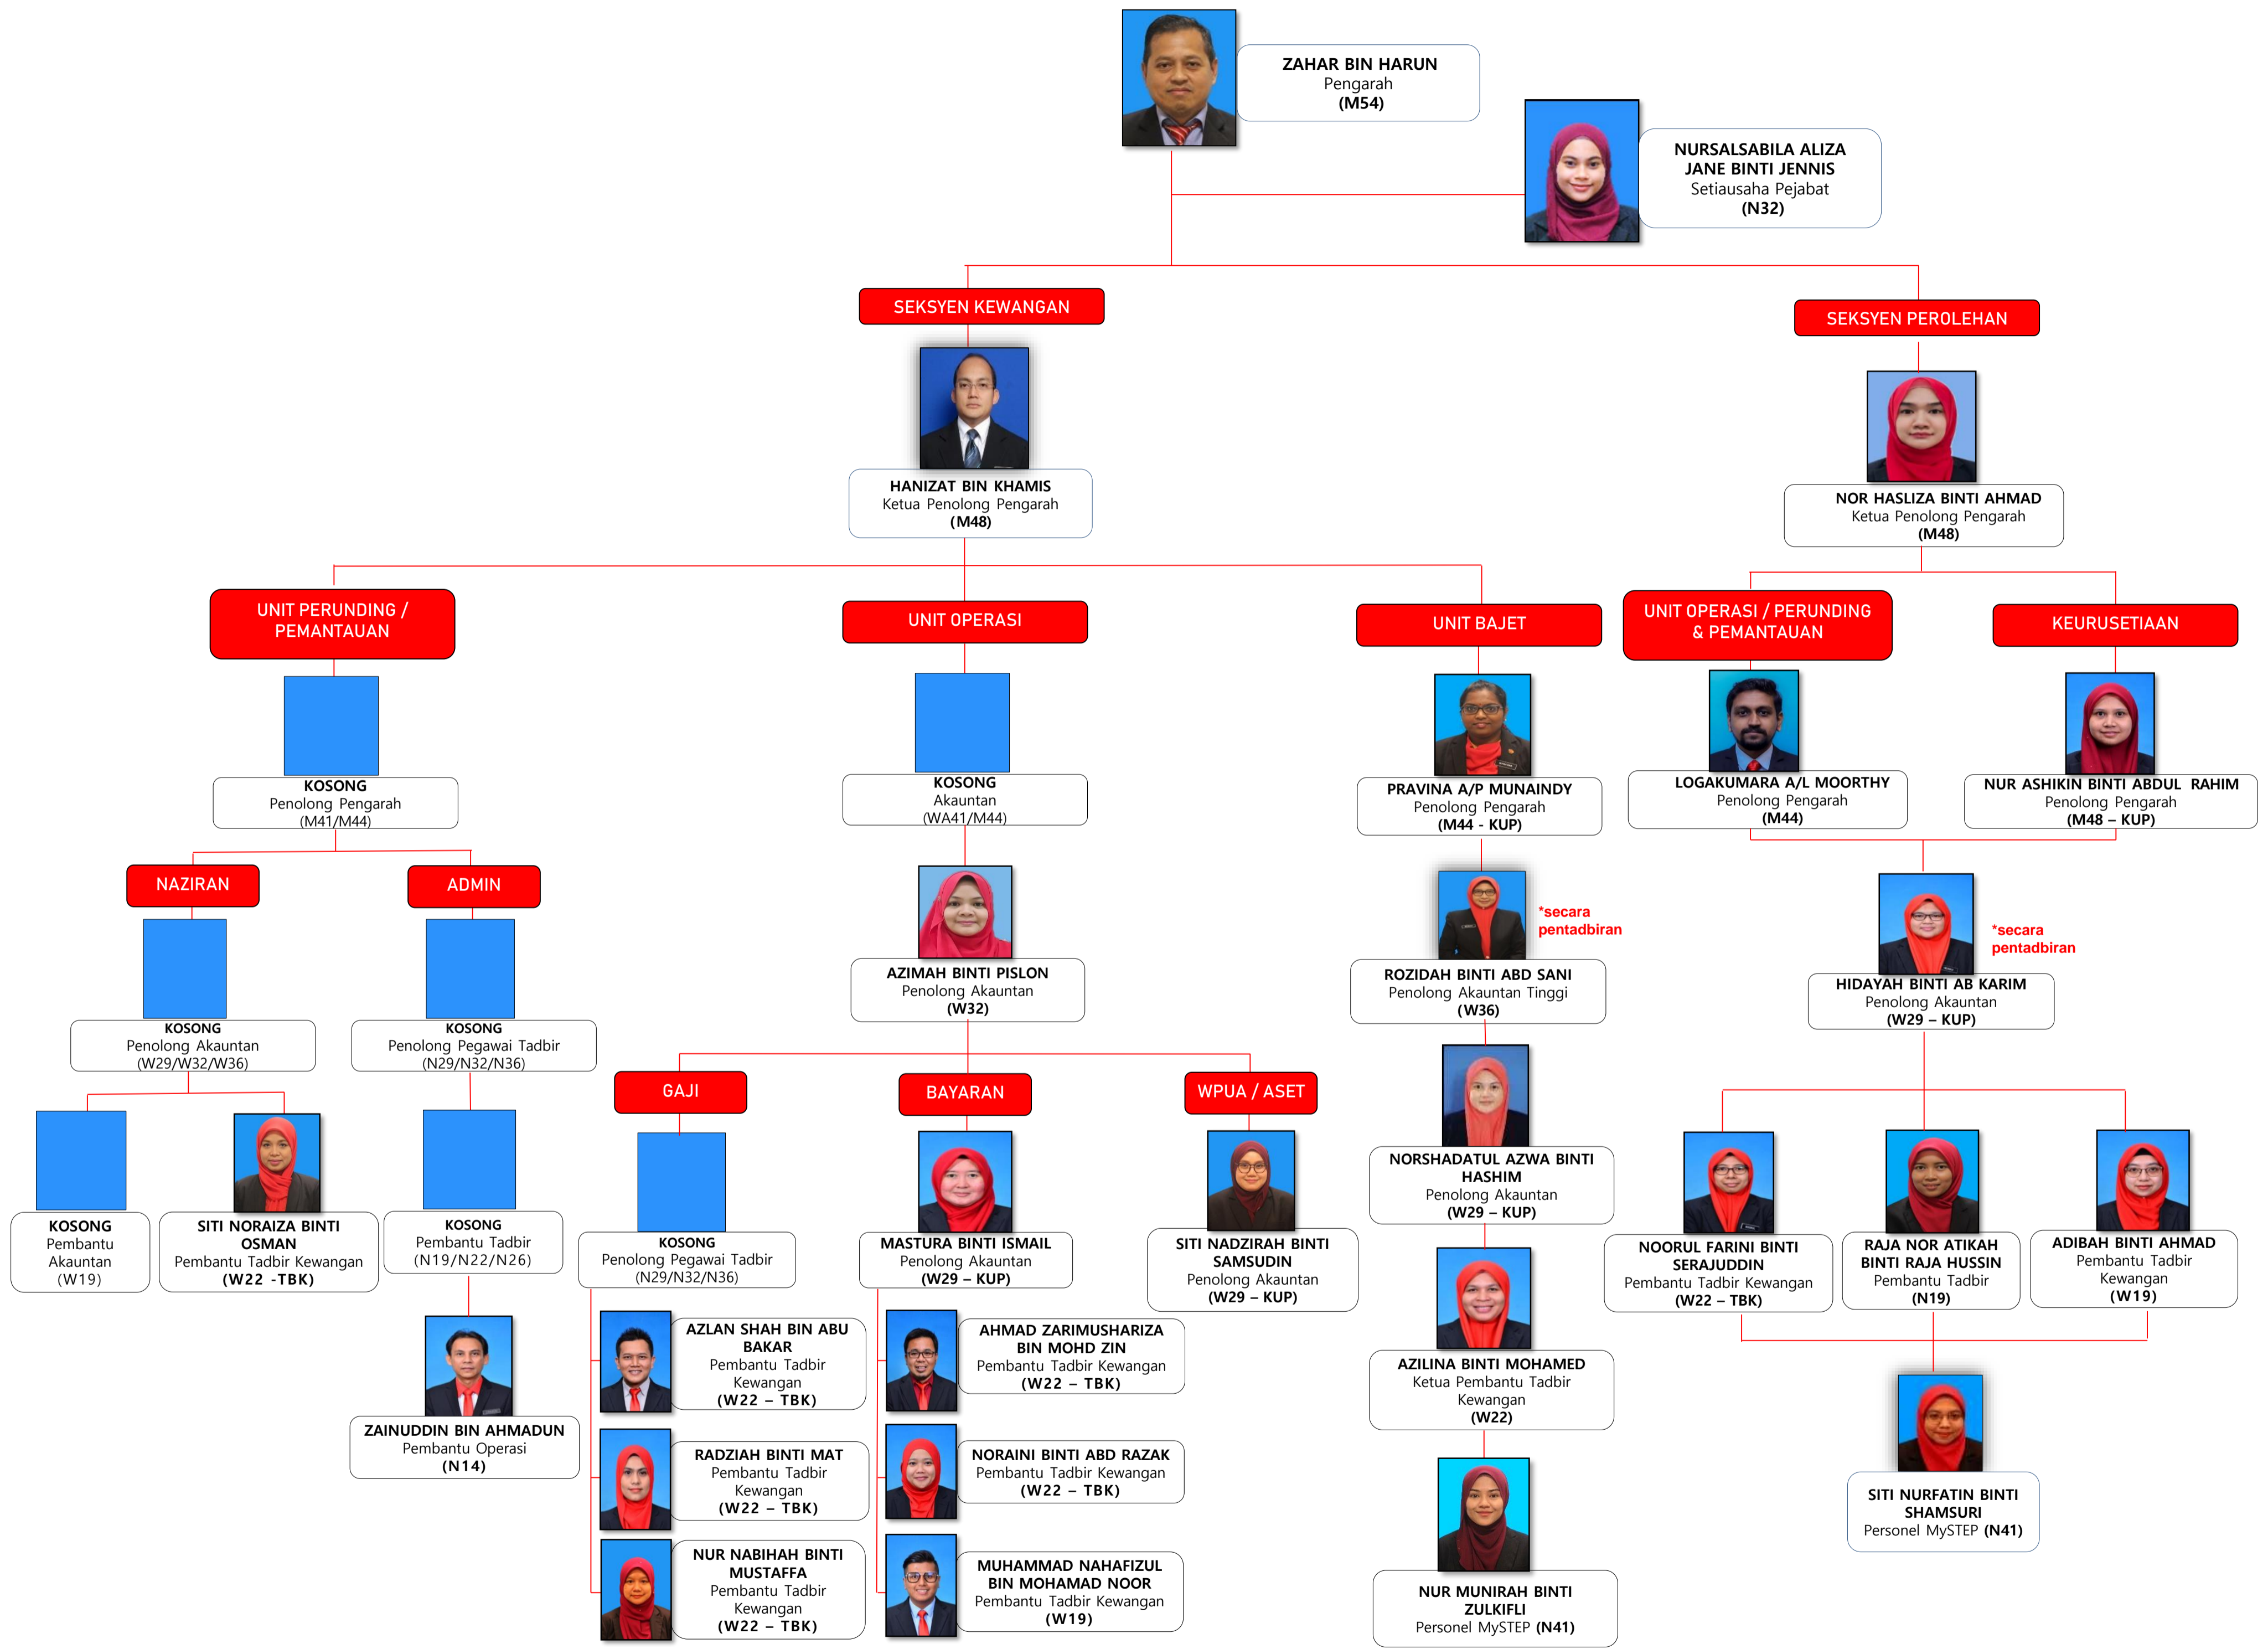 ZAHAR BIN HARUN
Pengarah
(M54)
NURSALSABILA ALIZA
JANE BINTI JENNIS
Setiausaha Pejabat
(N32)
SEKSYEN KEWANGAN
HANIZAT BIN KHAMIS
Ketua Penolong Pengarah
(M48)
SEKSYEN PEROLEHAN
NOR HASLIZA BINTI AHMAD
Ketua Penolong Pengarah
(M48)
UNIT PERUNDING /
PEMANTAUAN
KOSONG
Penolong Pengarah
(M41/M44)
NAZIRAN
KOSONG
Penolong Akauntan
(W29/W32/W36)
KOSONG
Pembantu
Akauntan
(W19)
SITI NORAIZA BINTI
OSMAN
Pembantu Tadbir Kewangan
(W22 -TBK)
ADMIN
KOSONG
Penolong Pegawai Tadbir
(N29/N32/N36)
KOSONG
Pembantu Tadbir
(N19/N22/N26)
ZAINUDDIN BIN AHMADUN
Pembantu Operasi
(N14)
UNIT OPERASI
KOSONG
Akauntan
(WA41/M44)
AZIMAH BINTI PISLON
Penolong Akauntan
(W32)
GAJI
KOSONG
Penolong Pegawai Tadbir
(N29/N32/N36)
AZLAN SHAH BIN ABU
BAKAR
Pembantu Tadbir
Kewangan
(W22 – TBK)
RADZIAH BINTI MAT
Pembantu Tadbir
Kewangan
(W22 – TBK)
NUR NABIHAH BINTI
MUSTAFFA
Pembantu Tadbir
Kewangan
(W22 – TBK)
BAYARAN
MASTURA BINTI ISMAIL
Penolong Akauntan
(W29 – KUP)
AHMAD ZARIMUSHARIZA
BIN MOHD ZIN
Pembantu Tadbir Kewangan
(W22 – TBK)
NORAINI BINTI ABD RAZAK
Pembantu Tadbir Kewangan
(W22 – TBK)
MUHAMMAD NAHAFIZUL
BIN MOHAMAD NOOR
Pembantu Tadbir Kewangan
(W19)
WPUA / ASET
SITI NADZIRAH BINTI
SAMSUDIN
Penolong Akauntan
(W29 – KUP)
UNIT BAJET
PRAVINA A/P MUNAINDY
Penolong Pengarah
(M44 - KUP)
*secara
pentadbiran
ROZIDAH BINTI ABD SANI
Penolong Akauntan Tinggi
(W36)
NORSHADATUL AZWA BINTI
HASHIM
Penolong Akauntan
(W29 – KUP)
AZILINA BINTI MOHAMED
Ketua Pembantu Tadbir
Kewangan
(W22)
NUR MUNIRAH BINTI
ZULKIFLI
Personel MySTEP (N41)
UNIT OPERASI / PERUNDING
& PEMANTAUAN
LOGAKUMARA A/L MOORTHY
Penolong Pengarah
(M44)
KEURUSETIAAN
NUR ASHIKIN BINTI ABDUL RAHIM
Penolong Pengarah
(M48 – KUP)
*secara
pentadbiran
HIDAYAH BINTI AB KARIM
Penolong Akauntan
(W29 – KUP)
NOORUL FARINI BINTI
SERAJUDDIN
Pembantu Tadbir Kewangan
(W22 – TBK)
RAJA NOR ATIKAH
BINTI RAJA HUSSIN
Pembantu Tadbir
(N19)
ADIBAH BINTI AHMAD
Pembantu Tadbir
Kewangan
(W19)
SITI NURFATIN BINTI
SHAMSURI
Personel MySTEP (N41)